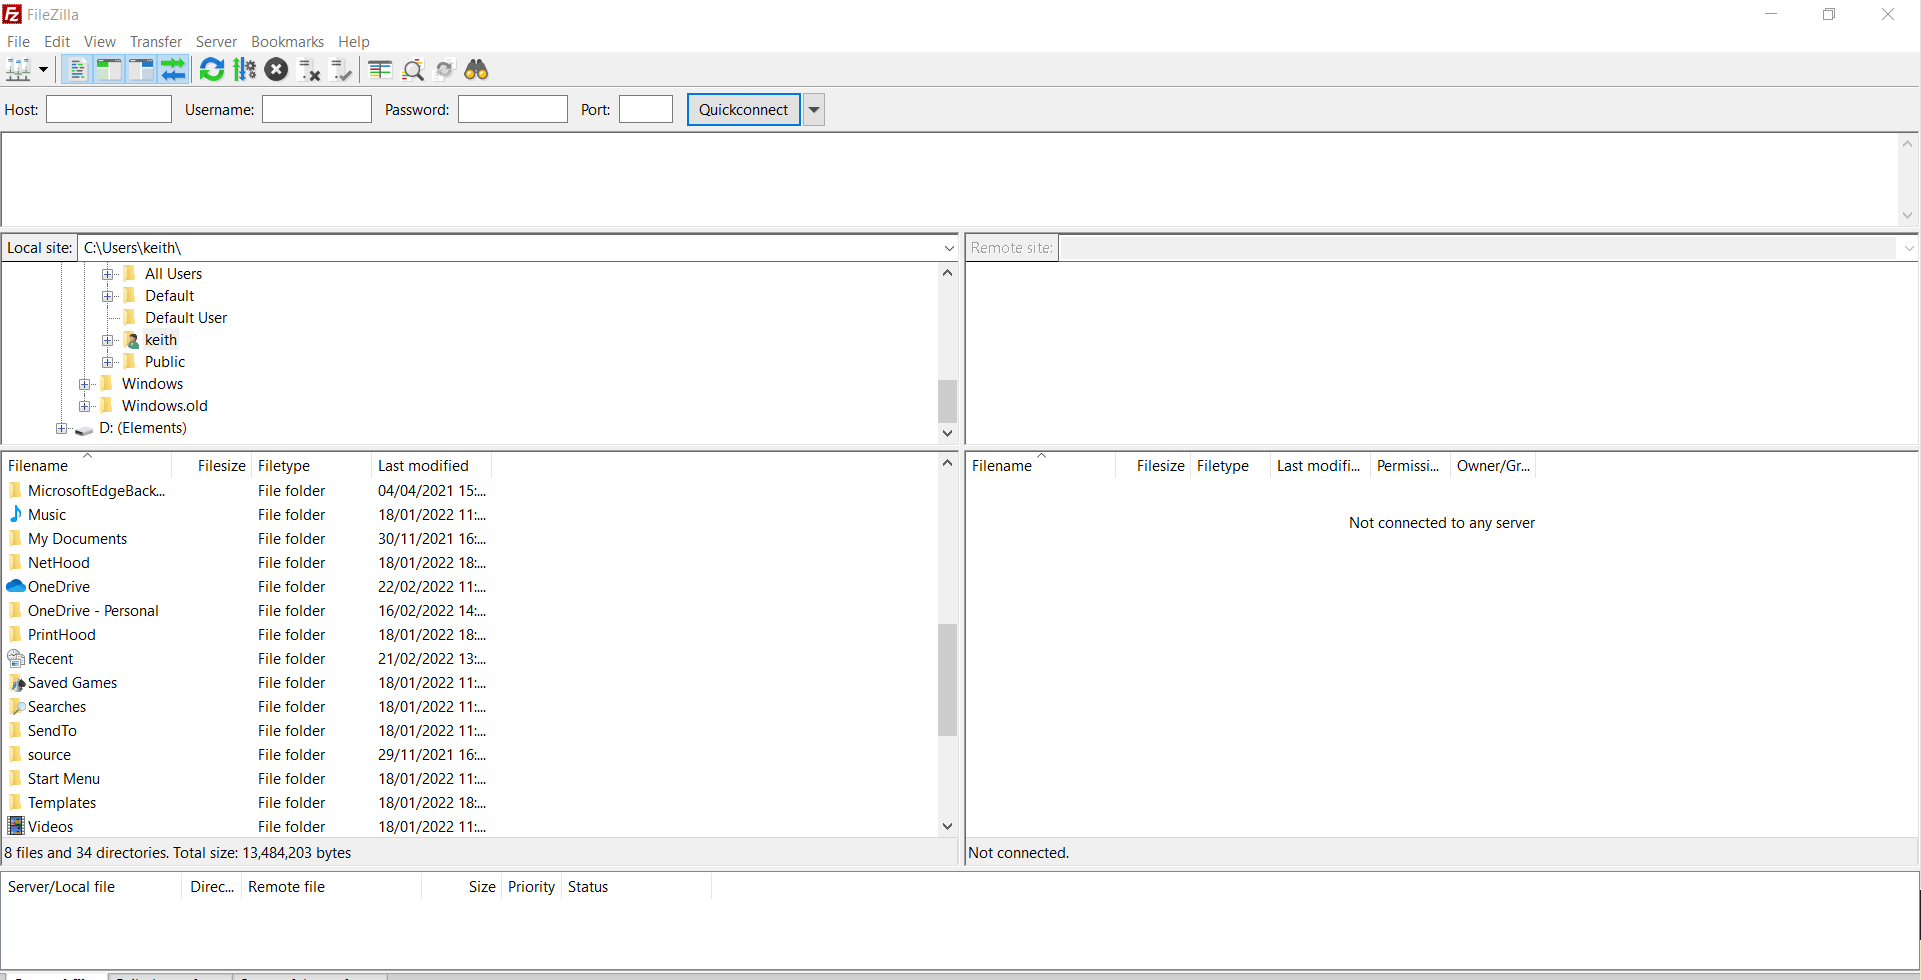 FileZilla
File Edit View Transfer Server Bookmarks Help
Host: Username: Password: Port: Quickconnect
Local site: C:\Users\keith\
Remote site:
All Users
Default
Default User
keith
Public
Windows
Windows.old
D: (Elements)
Filename Filesize Filetype Last modified
MicrosoftEdgeBack... File folder 04/04/2021 15:...
Music File folder 18/01/2022 11:...
My Documents File folder 30/11/2021 16:...
NetHood File folder 18/01/2022 18:...
OneDrive File folder 22/02/2022 11:...
OneDrive - Personal File folder 16/02/2022 14:...
PrintHood File folder 18/01/2022 18:...
Recent File folder 21/02/2022 13:...
Saved Games File folder 18/01/2022 11:...
Searches File folder 18/01/2022 11:...
SendTo File folder 18/01/2022 11:...
source File folder 29/11/2021 16:...
Start Menu File folder 18/01/2022 11:...
Templates File folder 18/01/2022 18:...
Videos File folder 18/01/2022 11:...
8 files and 34 directories. Total size: 13,484,203 bytes
Filename Filesize Filetype Last modifi... Permissi... Owner/Gr...
Not connected to any server
Not connected.
Server/Local file Direc... Remote file Size Priority Status